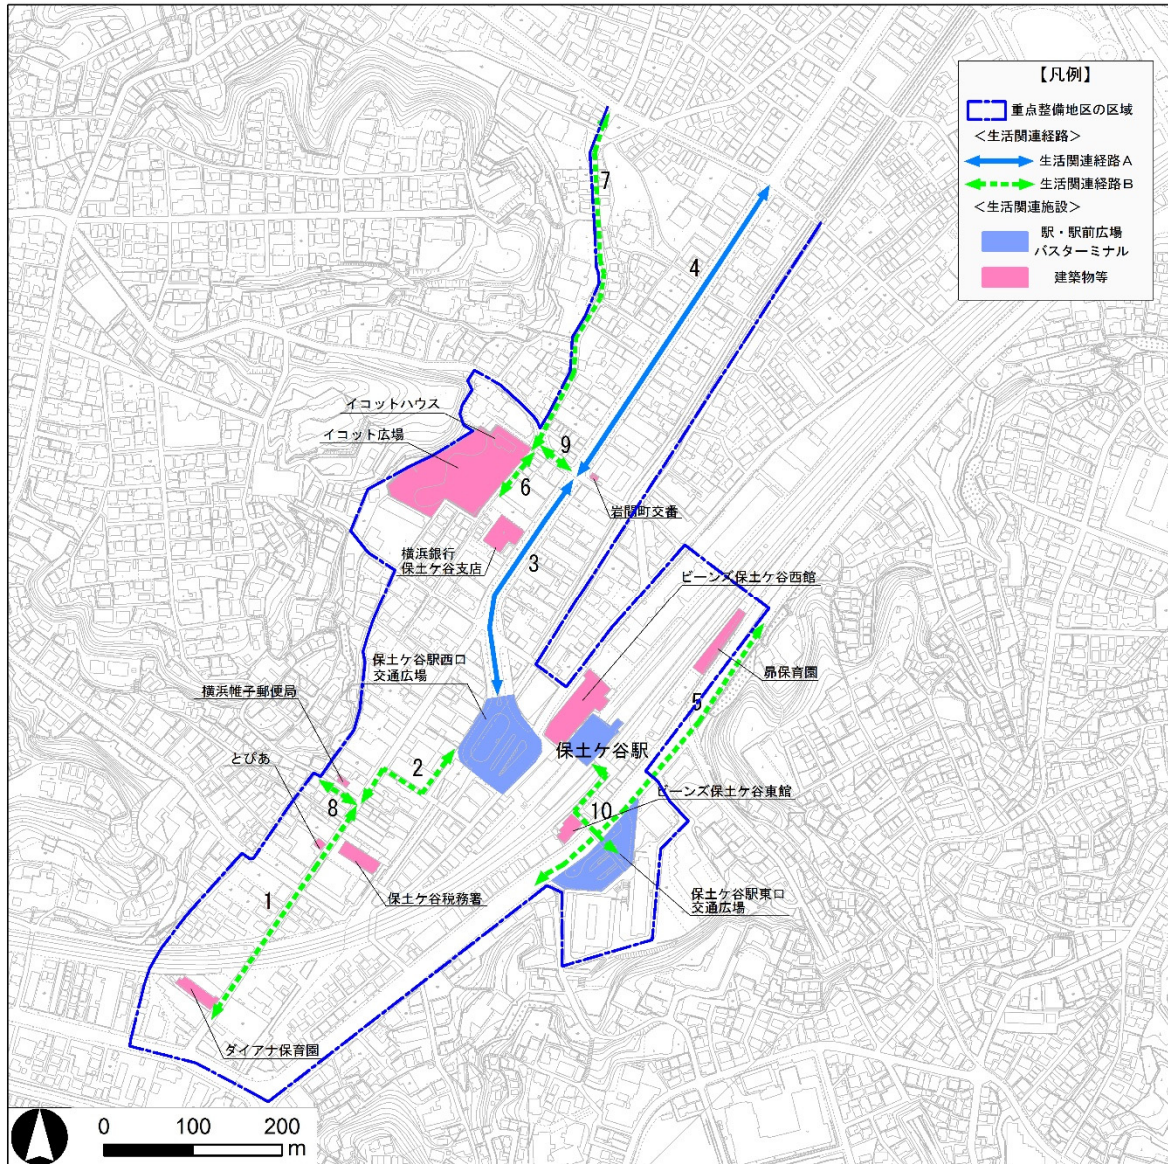 【凡例】
重点整備地区の区域
<生活関連経路>
生活関連経路A
生活関連経路B
<生活関連施設>
駅・駅前広場
バスターミナル
建築物等
7
4
イコットハウス
イコット広場
9
6
岩間町交番
横浜銀行
保土ケ谷支店
3
ビーンズ保土ケ谷西館
昴保育園
保土ケ谷駅西口
交通広場
横浜帷子郵便局
5
とぴあ
保土ケ谷駅
2
ビーンズ保土ケ谷東館
8
10
1
保土ケ谷税務署
保土ケ谷駅東口
交通広場
ダイアナ保育園
0 100 200
m